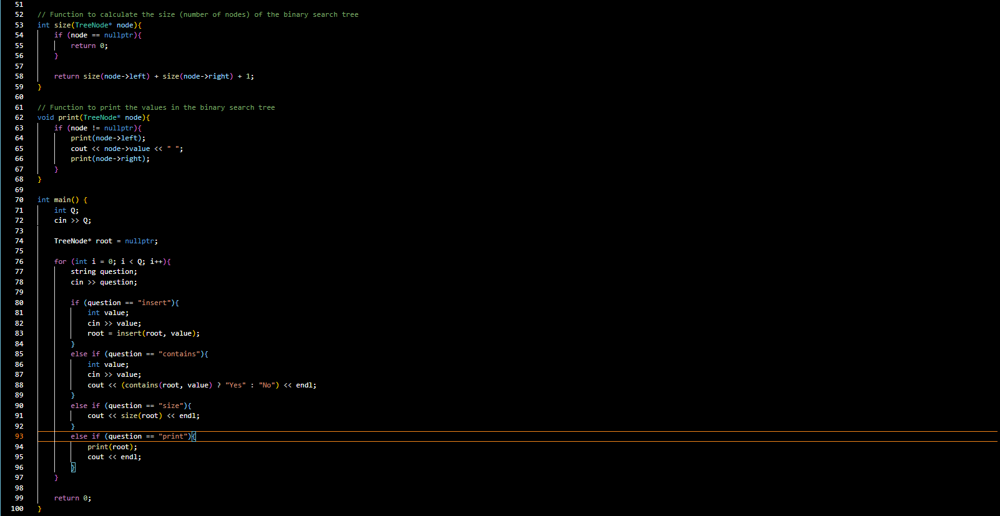 51
52 // Function to calculate the size (number of nodes) of the binary search tree
53 int size(TreeNode* node){
54     if (node == nullptr){
55         return 0;
56     }
57
58     return size(node->left) + size(node->right) + 1;
59 }
60
61 // Function to print the values in the binary search tree
62 void print(TreeNode* node){
63     if (node != nullptr){
64         print(node->left);
65         cout << node->value << " ";
66         print(node->right);
67     }
68 }
69
70 int main() {
71     int Q;
72     cin >> Q;
73
74     TreeNode* root = nullptr;
75
76     for (int i = 0; i < Q; i++){
77         string question;
78         cin >> question;
79
80         if (question == "insert"){
81             int value;
82             cin >> value;
83             root = insert(root, value);
84         }
85         else if (question == "contains"){
86             int value;
87             cin >> value;
88             cout << (contains(root, value) ? "Yes" : "No") << endl;
89         }
90         else if (question == "size"){
91             cout << size(root) << endl;
92         }
93         else if (question == "print"){
94             print(root);
95             cout << endl;
96         }
97     }
98
99     return 0;
100 }